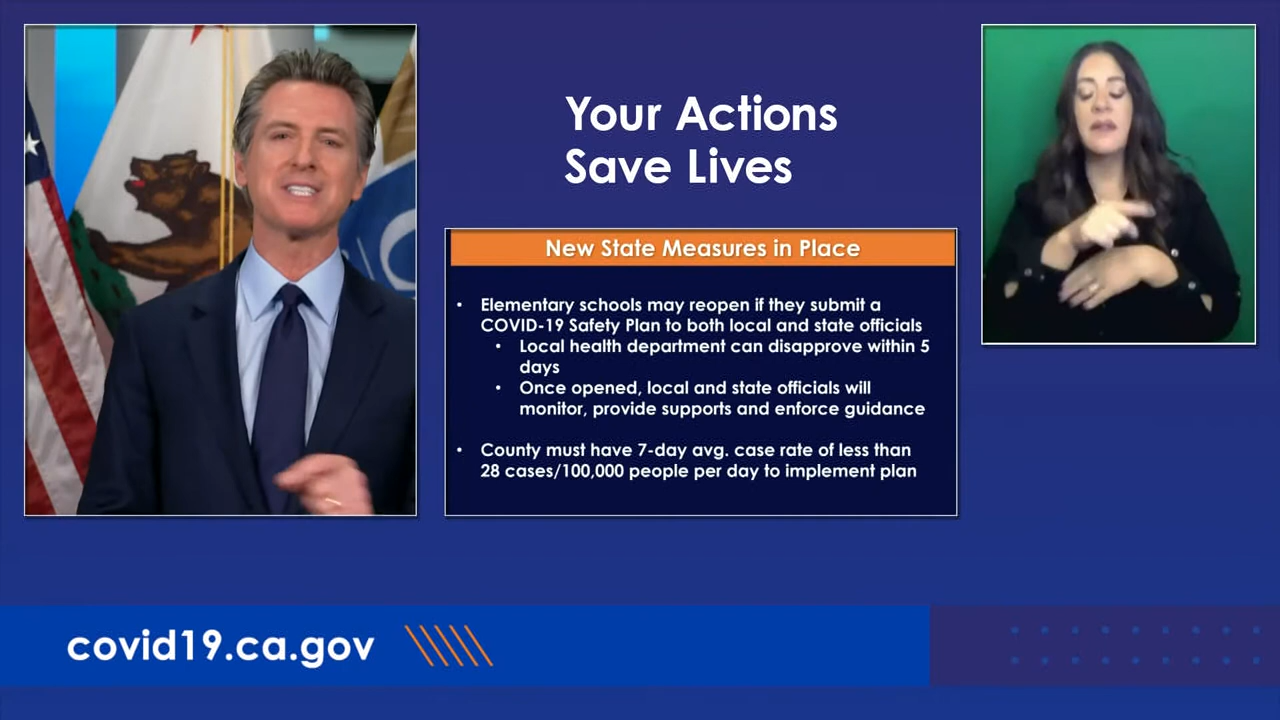 Your Actions
Save Lives
New State Measures in Place
• Elementary schools may reopen if they submit a
COVID-19 Safety Plan to both local and state officials
• Local health department can disapprove within 5
days
• Once opened, local and state officials will
monitor, provide supports and enforce guidance
• County must have 7-day avg. case rate of less than
28 cases/100,000 people per day to implement plan
covid19.ca.gov